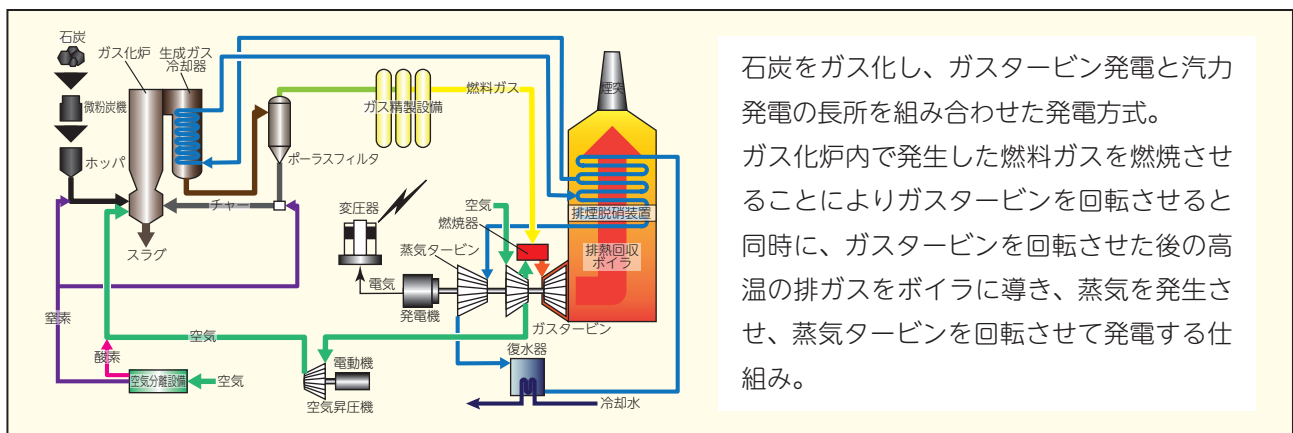 石炭
ガス化炉
生成ガス
冷却器
微粉炭機
ホッパ
チャー
スラグ
ポーラスフィルタ
ガス精製設備
燃料ガス
煙突
排煙脱硝装置
排熱回収
ボイラ
空気
燃焼器
変圧器
蒸気タービン
電気
発電機
ガスタービン
窒素
空気
酸素
空気分離設備
空気
電動機
空気昇圧機
復水器
冷却水
石炭をガス化し、ガスタービン発電と汽力
発電の長所を組み合わせた発電方式。
ガス化炉内で発生した燃料ガスを燃焼させ
ることによりガスタービンを回転させると
同時に、ガスタービンを回転させた後の高
温の排ガスをボイラに導き、蒸気を発生さ
せ、蒸気タービンを回転させて発電する仕
組み。